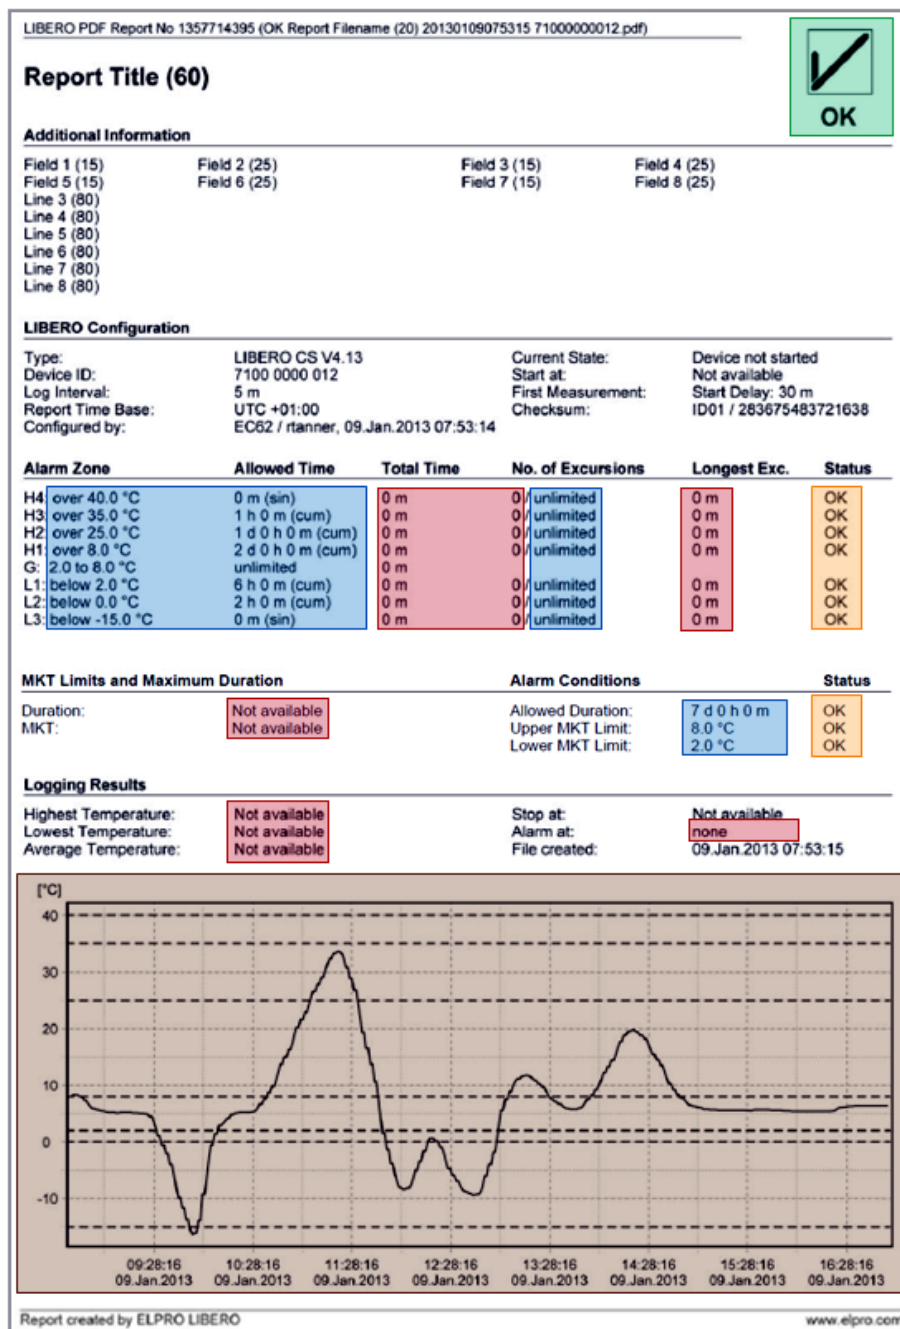 LIBERO PDF Report No 1357714395 (OK Report Filename (20) 20130109075315 71000000012.pdf)
Report Title (60)
OK
Additional Information
Field 1 (15) Field 2 (25) Field 3 (15) Field 4 (25)
Field 5 (15) Field 6 (25) Field 7 (15) Field 8 (25)
Line 3 (80)
Line 4 (80)
Line 5 (80)
Line 6 (80)
Line 7 (80)
Line 8 (80)
LIBERO Configuration
Type: LIBERO CS V4.13 Current State: Device not started
Device ID: 7100 0000 012 Start at: Not available
Log Interval: 5 m First Measurement: Start Delay: 30 m
Report Time Base: UTC +01:00 Checksum: ID01 / 283675483721638
Configured by: EC62 / rtanner, 09.Jan.2013 07:53:14
Alarm Zone Allowed Time Total Time No. of Excursions Longest Exc. Status
H4: over 40.0 °C 0 m (sin) 0 m 0 / unlimited 0 m OK
H3: over 35.0 °C 1 h 0 m (cum) 0 m 0 / unlimited 0 m OK
H2: over 25.0 °C 1 d 0 h 0 m (cum) 0 m 0 / unlimited 0 m OK
H1: over 8.0 °C 2 d 0 h 0 m (cum) 0 m 0 / unlimited 0 m OK
G: 2.0 to 8.0 °C unlimited 0 m
L1: below 2.0 °C 6 h 0 m (cum) 0 m 0 / unlimited 0 m OK
L2: below 0.0 °C 2 h 0 m (cum) 0 m 0 / unlimited 0 m OK
L3: below -15.0 °C 0 m (sin) 0 m 0 / unlimited 0 m OK
MKT Limits and Maximum Duration Alarm Conditions Status
Duration: Not available Allowed Duration: 7 d 0 h 0 m OK
MKT: Not available Upper MKT Limit: 8.0 °C OK
Lower MKT Limit: 2.0 °C OK
Logging Results
Highest Temperature: Not available Stop at: Not available
Lowest Temperature: Not available Alarm at: none
Average Temperature: Not available File created: 09.Jan.2013 07:53:15
[°C]
40
30
20
10
0
-10
09:28:16 10:28:16 11:28:16 12:28:16 13:28:16 14:28:16 15:28:16 16:28:16
09.Jan.2013 09.Jan.2013 09.Jan.2013 09.Jan.2013 09.Jan.2013 09.Jan.2013 09.Jan.2013 09.Jan.2013
Report created by ELPRO LIBERO www.elpro.com